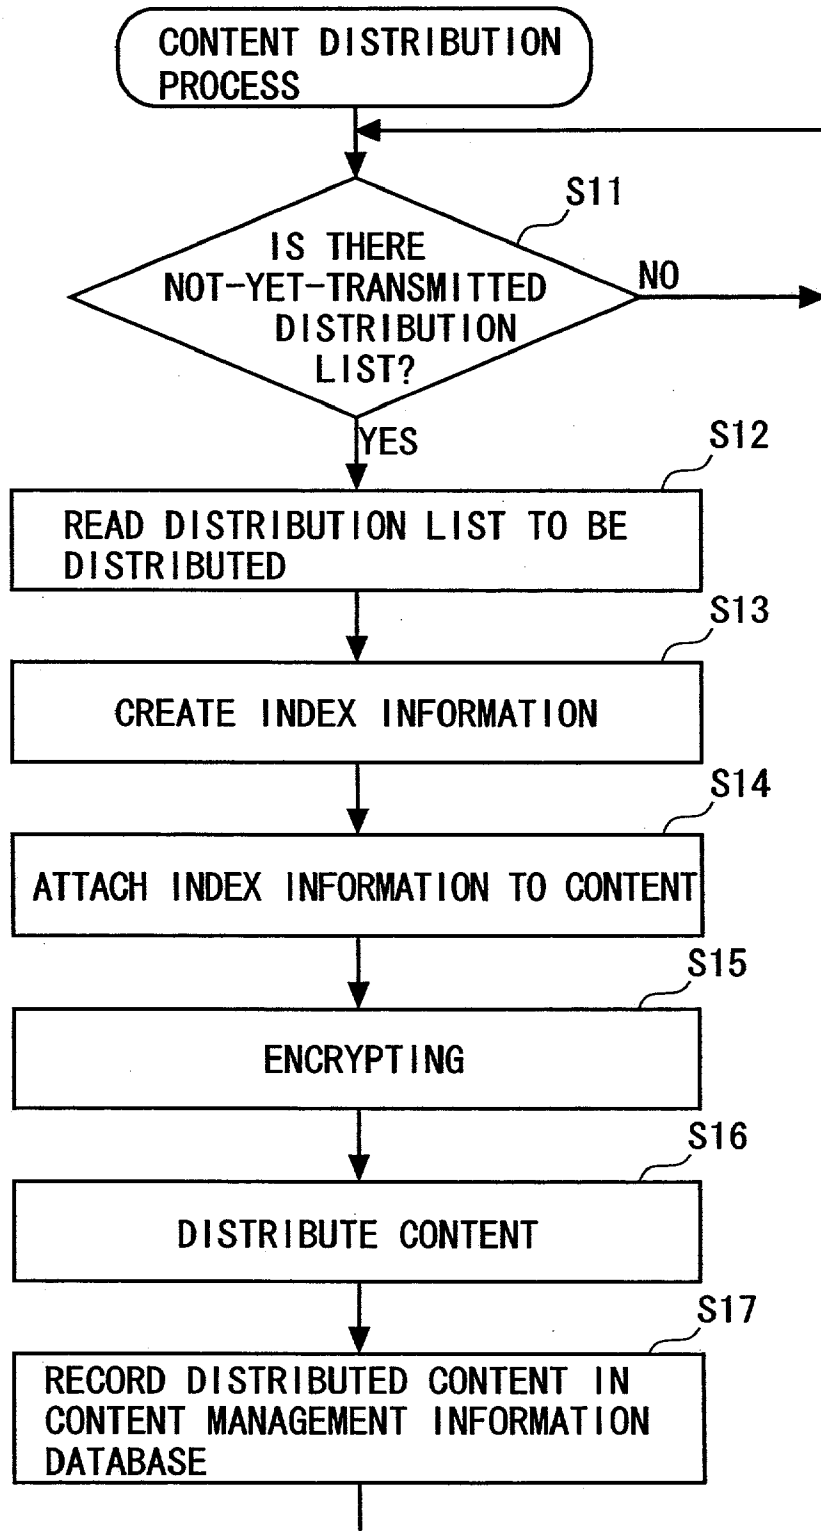 CONTENT DISTRIBUTION
PROCESS
S11
IS THERE
NOT-YET-TRANSMITTED
DISTRIBUTION
LIST?
NO
YES
S12
READ DISTRIBUTION LIST TO BE
DISTRIBUTED
S13
CREATE INDEX INFORMATION
S14
ATTACH INDEX INFORMATION TO CONTENT
S15
ENCRYPTING
S16
DISTRIBUTE CONTENT
S17
RECORD DISTRIBUTED CONTENT IN
CONTENT MANAGEMENT INFORMATION
DATABASE